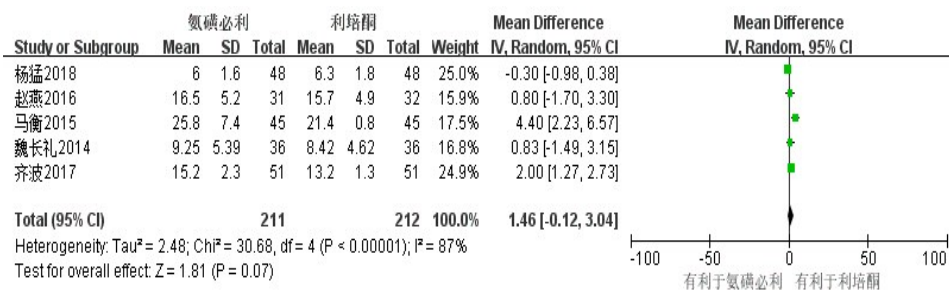 氨磺必利 利培酮 Mean Difference Mean Difference
Study or Subgroup Mean SD Total Mean SD Total Weight IV, Random, 95% CI IV, Random, 95% CI
杨猛2018 6 1.6 48 6.3 1.8 48 25.0% -0.30 [-0.98, 0.38]
赵燕2016 16.5 5.2 31 15.7 4.9 32 15.9% 0.80 [-1.70, 3.30]
马衡2015 25.8 7.4 45 21.4 0.8 45 17.5% 4.40 [2.23, 6.57]
魏长礼2014 9.25 5.39 36 8.42 4.62 36 16.8% 0.83 [-1.49, 3.15]
齐波2017 15.2 2.3 51 13.2 1.3 51 24.9% 2.00 [1.27, 2.73]
Total (95% CI) 211 212 100.0% 1.46 [-0.12, 3.04]
Heterogeneity: Tau² = 2.48; Chi² = 30.68, df = 4 (P < 0.00001); I² = 87%
Test for overall effect: Z = 1.81 (P = 0.07)
-100 -50 0 50 100
有利于氨磺必利 有利于利培酮